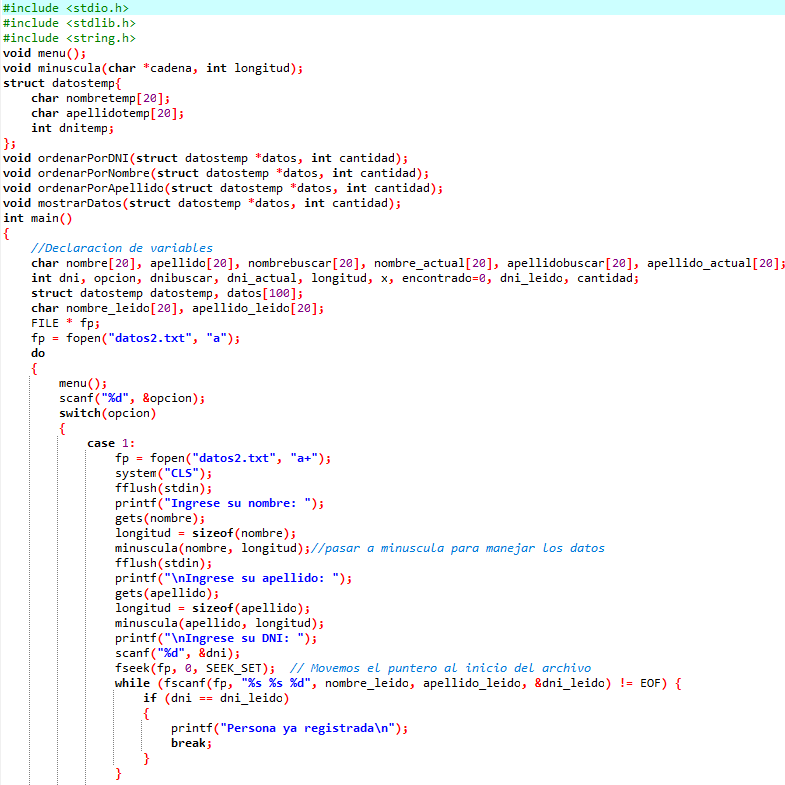 #include <stdio.h>
#include <stdlib.h>
#include <string.h>
void menu();
void minuscula(char *cadena, int longitud);
struct datostemp{
    char nombretemp[20];
    char apellidotemp[20];
    int dnitemp;
};
void ordenarPorDNI(struct datostemp *datos, int cantidad);
void ordenarPorNombre(struct datostemp *datos, int cantidad);
void ordenarPorApellido(struct datostemp *datos, int cantidad);
void mostrarDatos(struct datostemp *datos, int cantidad);
int main()
{
    //Declaracion de variables
    char nombre[20], apellido[20], nombrebuscar[20], nombre_actual[20], apellidobuscar[20], apellido_actual[20];
    int dni, opcion, dnibuscar, dni_actual, longitud, x, encontrado=0, dni_leido, cantidad;
    struct datostemp datostemp, datos[100];
    char nombre_leido[20], apellido_leido[20];
    FILE * fp;
    fp = fopen("datos2.txt", "a");
    do
    {
        menu();
        scanf("%d", &opcion);
        switch(opcion)
        {
            case 1:
                fp = fopen("datos2.txt", "a+");
                system("CLS");
                fflush(stdin);
                printf("Ingrese su nombre: ");
                gets(nombre);
                longitud = sizeof(nombre);
                minuscula(nombre, longitud);//pasar a minuscula para manejar los datos
                fflush(stdin);
                printf("\nIngrese su apellido: ");
                gets(apellido);
                longitud = sizeof(apellido);
                minuscula(apellido, longitud);
                printf("\nIngrese su DNI: ");
                scanf("%d", &dni);
                fseek(fp, 0, SEEK_SET);  // Movemos el puntero al inicio del archivo
                while (fscanf(fp, "%s %s %d", nombre_leido, apellido_leido, &dni_leido) != EOF) {
                    if (dni == dni_leido)
                    {
                        printf("Persona ya registrada\n");
                        break;
                    }
                }